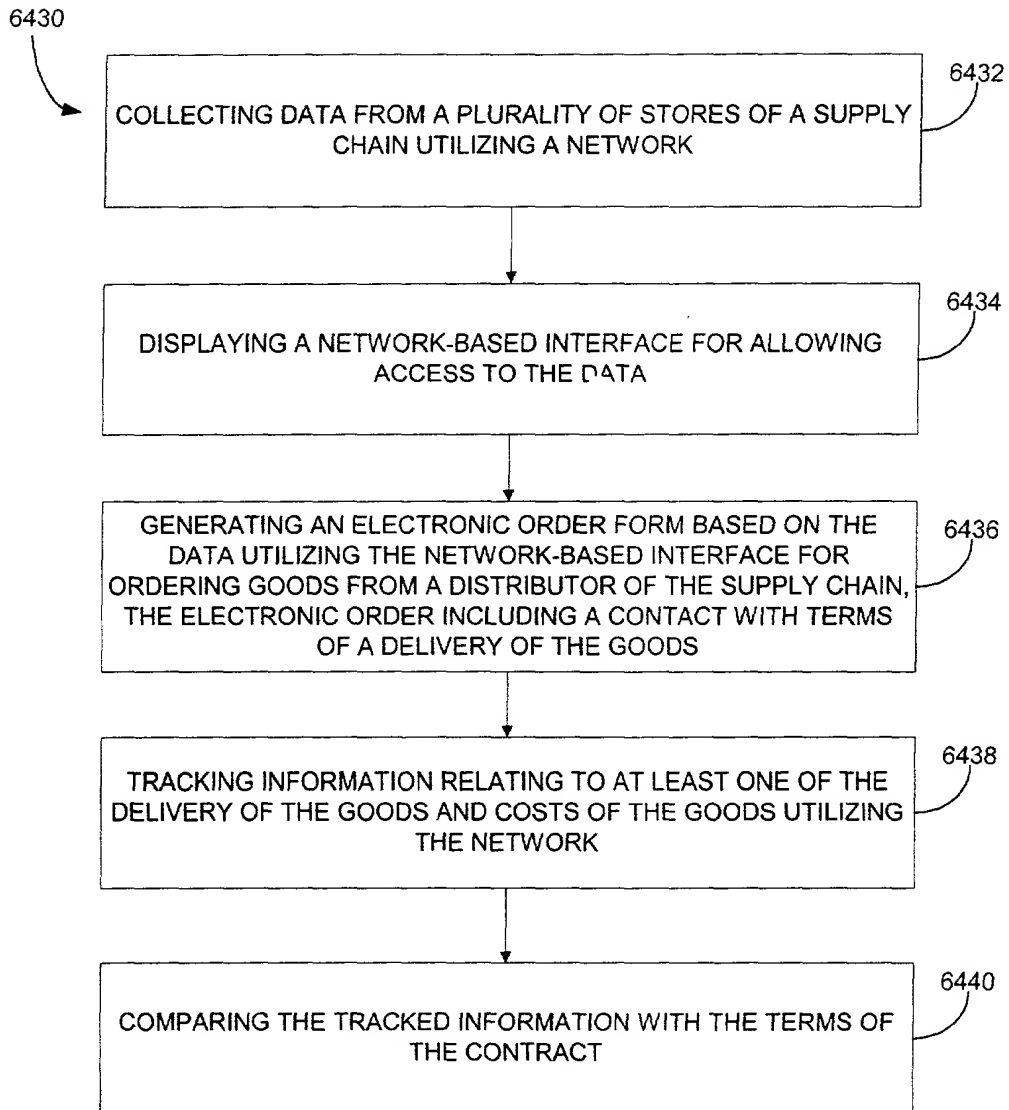 6430
6432
COLLECTING DATA FROM A PLURALITY OF STORES OF A SUPPLY
CHAIN UTILIZING A NETWORK
6434
DISPLAYING A NETWORK-BASED INTERFACE FOR ALLOWING
ACCESS TO THE DATA
6436
GENERATING AN ELECTRONIC ORDER FORM BASED ON THE
DATA UTILIZING THE NETWORK-BASED INTERFACE FOR
ORDERING GOODS FROM A DISTRIBUTOR OF THE SUPPLY CHAIN,
THE ELECTRONIC ORDER INCLUDING A CONTACT WITH TERMS
OF A DELIVERY OF THE GOODS
6438
TRACKING INFORMATION RELATING TO AT LEAST ONE OF THE
DELIVERY OF THE GOODS AND COSTS OF THE GOODS UTILIZING
THE NETWORK
6440
COMPARING THE TRACKED INFORMATION WITH THE TERMS OF
THE CONTRACT